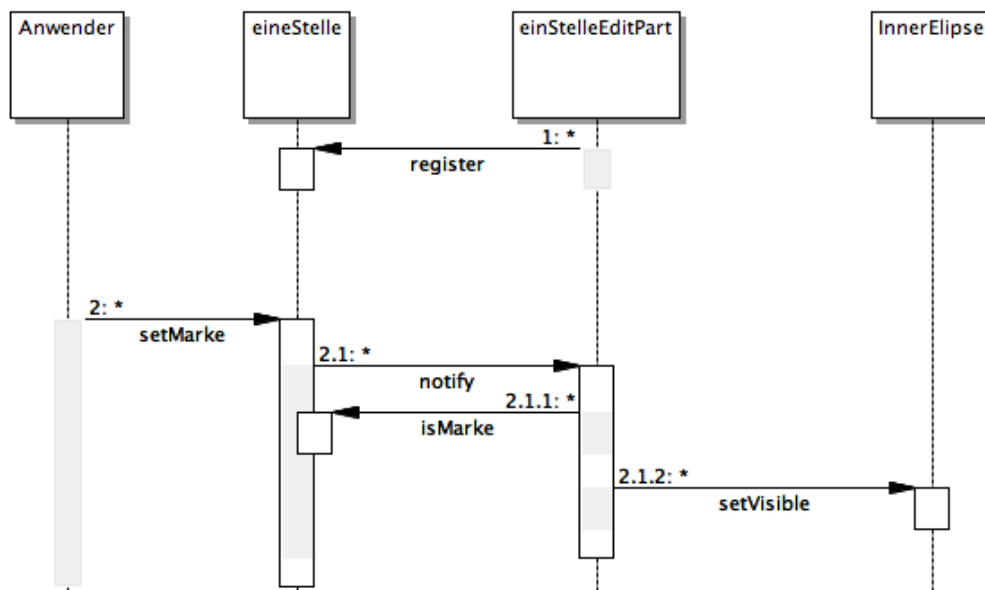 Anwender
eineStelle
einStelleEditPart
InnerElipse
1: *
register
2: *
setMarke
2.1: *
notify
2.1.1: *
isMarke
2.1.2: *
setVisible